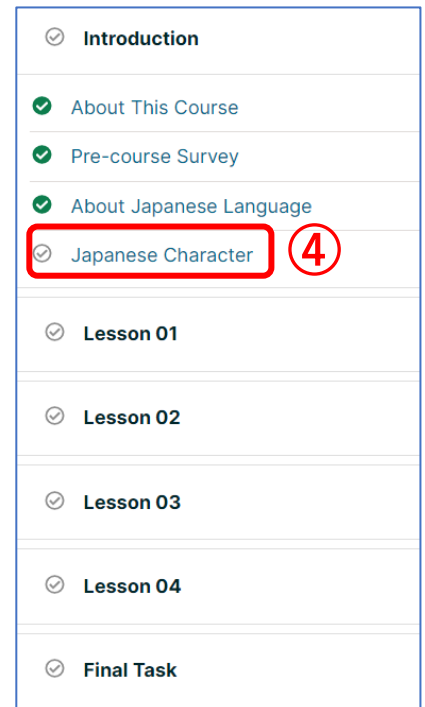 Introduction
About This Course
Pre-course Survey
About Japanese Language
Japanese Character ④
Lesson 01
Lesson 02
Lesson 03
Lesson 04
Final Task